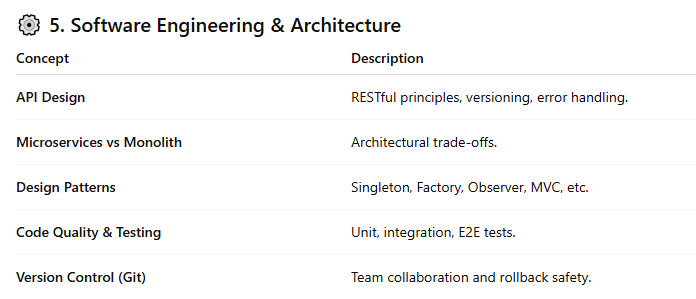 ⚙️ 5. Software Engineering & Architecture
Concept Description
API Design RESTful principles, versioning, error handling.
Microservices vs Monolith Architectural trade-offs.
Design Patterns Singleton, Factory, Observer, MVC, etc.
Code Quality & Testing Unit, integration, E2E tests.
Version Control (Git) Team collaboration and rollback safety.